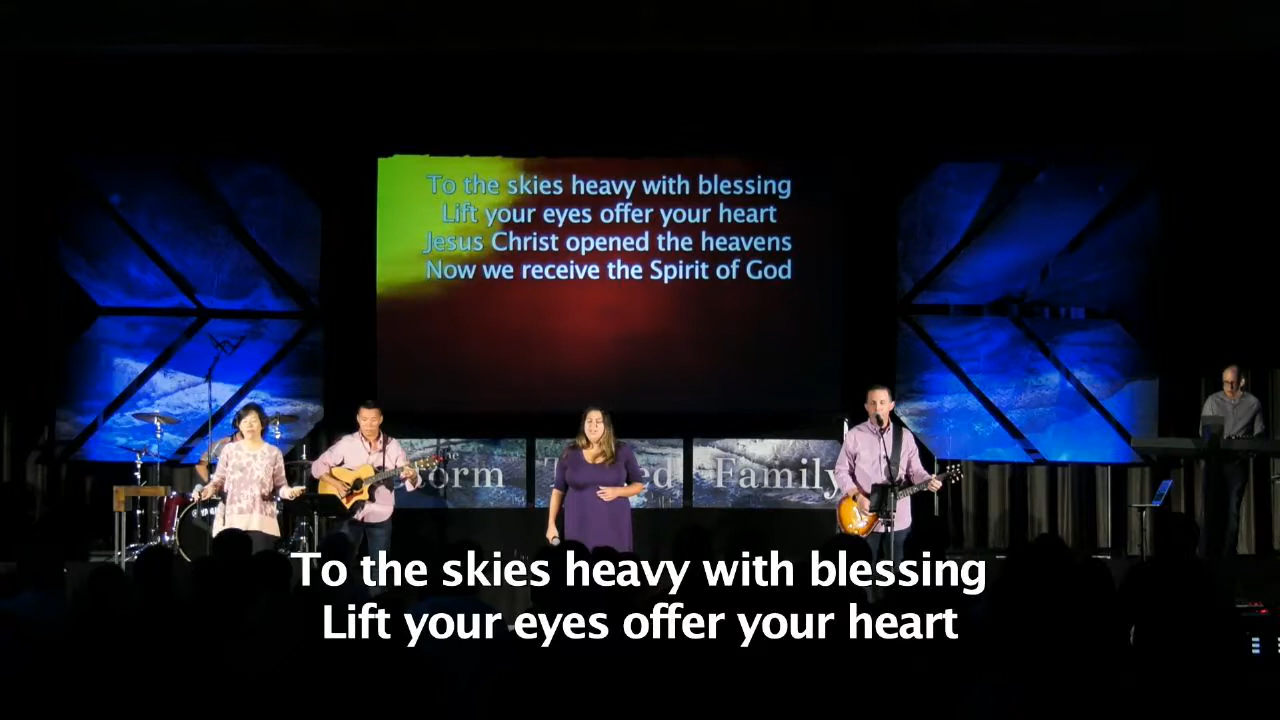 To the skies heavy with blessing
Lift your eyes offer your heart
Jesus Christ opened the heavens
Now we receive the Spirit of God
Family
To the skies heavy with blessing
Lift your eyes offer your heart